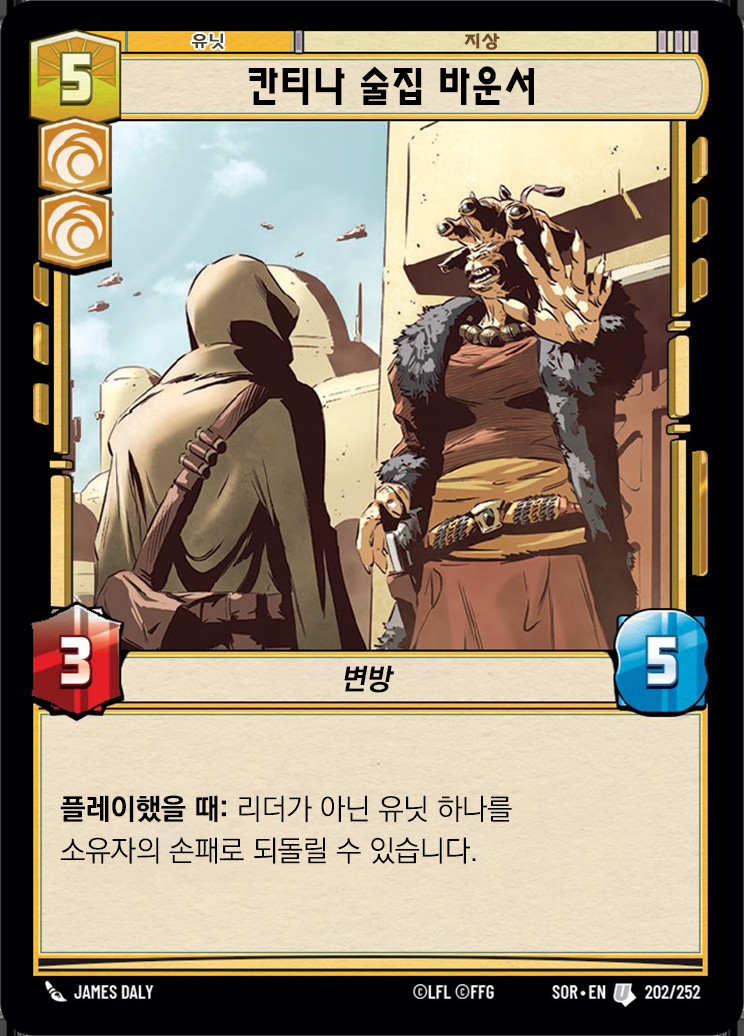 유닛
지상
5
칸티나 술집 바운서
3
변방
5
플레이했을 때: 리더가 아닌 유닛 하나를
소유자의 손패로 되돌릴 수 있습니다.
JAMES DALY
©LFL ©FFG
SOR•EN U 202/252